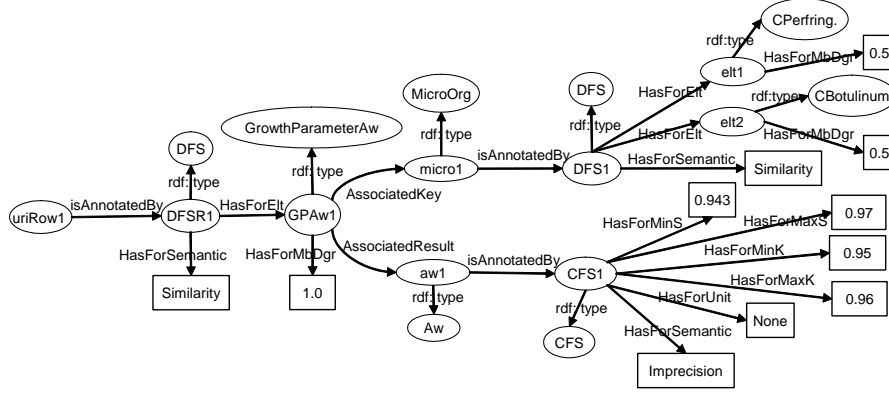 CPerfring.
rdf:type
HasForMbDgr
0.5
elt1
HasForElt
MicroOrg
DFS
rdf:type
CBotulinum
elt2
HasForElt
HasForMbDgr
0.5
GrowthParameterAw
rdf: type
rdf: type
DFS
rdf: type
rdf: type
micro1
isAnnotatedBy
DFS1
HasForSemantic
Similarity
AssociatedKey
uriRow1
isAnnotatedBy
DFSR1
HasForElt
GPAw1
HasForSemantic
Similarity
HasForMbDgr
1.0
AssociatedResult
aw1
isAnnotatedBy
CFS1
rdf: type
Aw
0.943
HasForMinS
HasForMaxS
0.97
HasForMinK
0.95
HasForMaxK
0.96
HasForUnit
None
rdf: type
CFS
HasForSemantic
Imprecision